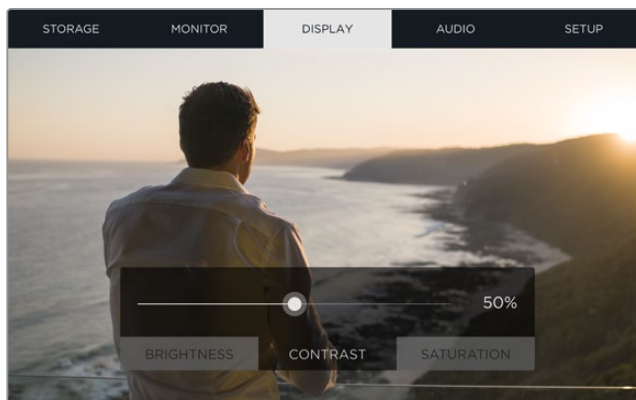 STORAGE MONITOR DISPLAY AUDIO SETUP
50%
BRIGHTNESS CONTRAST SATURATION